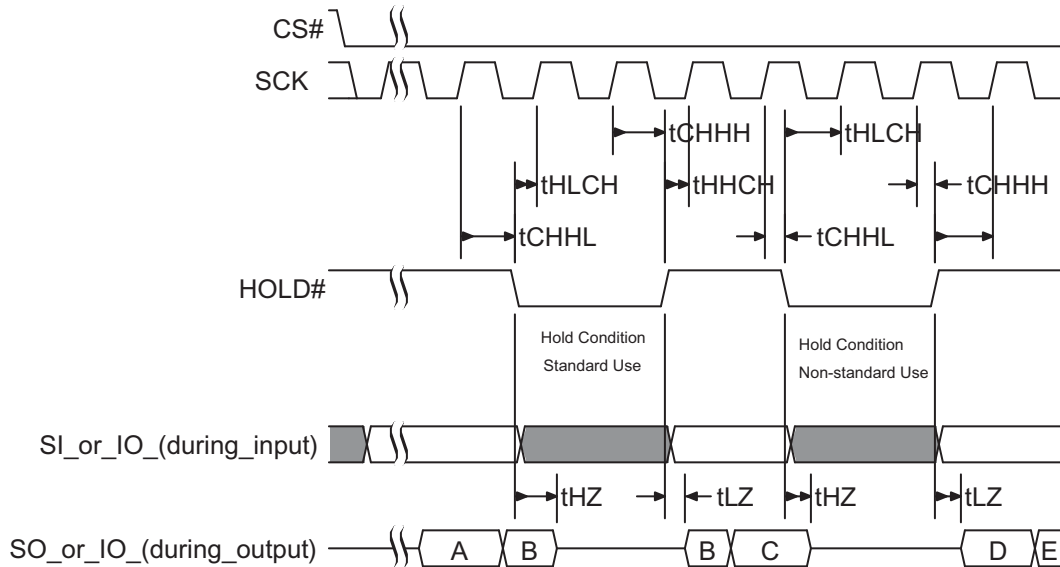 CS#
SCK
tCHHH
tHLCH
tHLCH
tHHCH
tCHHH
tCHHL
tCHHL
HOLD#
Hold Condition
Standard Use
Hold Condition
Non-standard Use
SI_or_IO_(during_input)
tHZ
tLZ
tHZ
tLZ
SO_or_IO_(during_output)
A
B
B
C
D
E